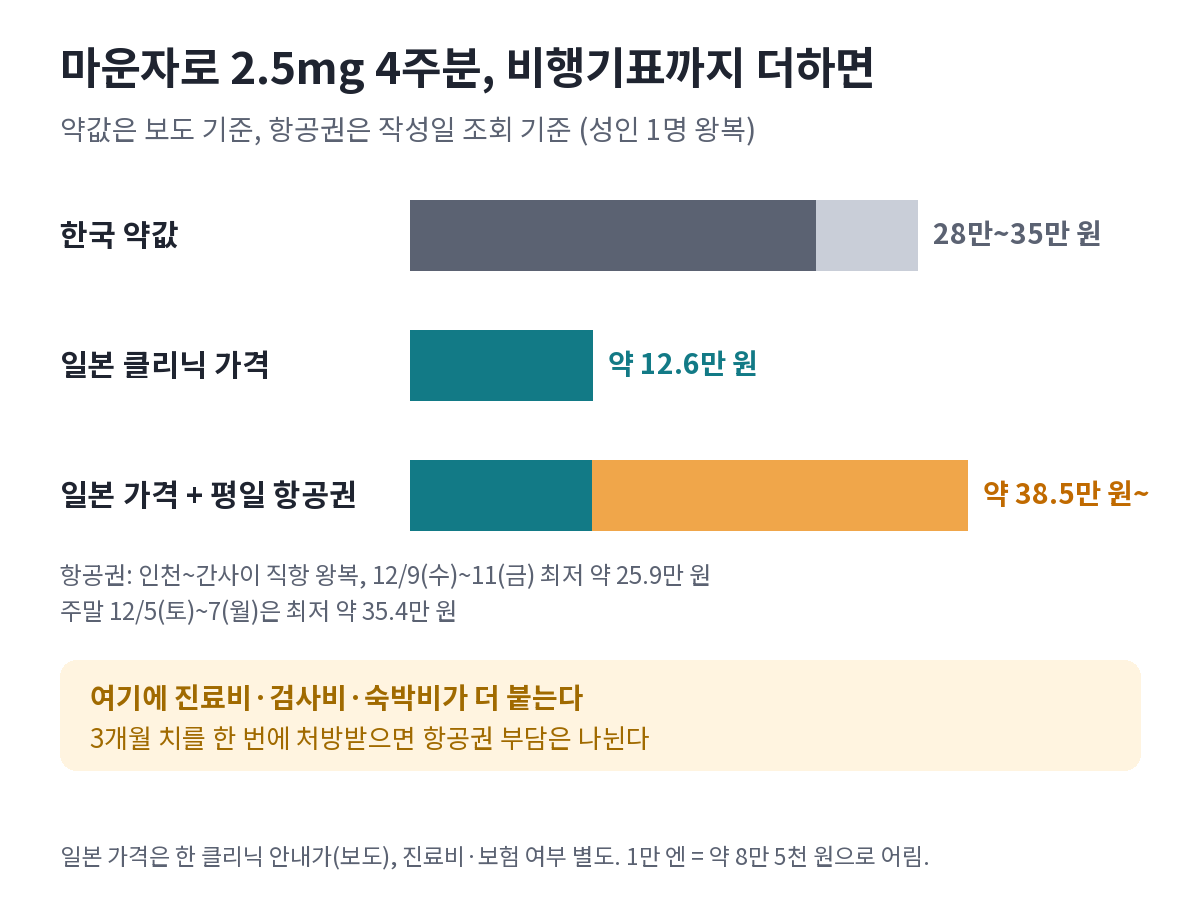 마운자로 2.5mg 4주분, 비행기표까지 더하면
약값은 보도 기준, 항공권은 작성일 조회 기준 (성인 1명 왕복)
한국 약값
28만~35만 원
일본 클리닉 가격
약 12.6만 원
일본 가격 + 평일 항공권
약 38.5만 원~
항공권: 인천~간사이 직항 왕복, 12/9(수)~11(금) 최저 약 25.9만 원
주말 12/5(토)~7(월)은 최저 약 35.4만 원
여기에 진료비·검사비·숙박비가 더 붙는다
3개월 치를 한 번에 처방받으면 항공권 부담은 나뉜다
일본 가격은 한 클리닉 안내가(보도), 진료비·보험 여부 별도. 1만 엔 = 약 8만 5천 원으로 어림.